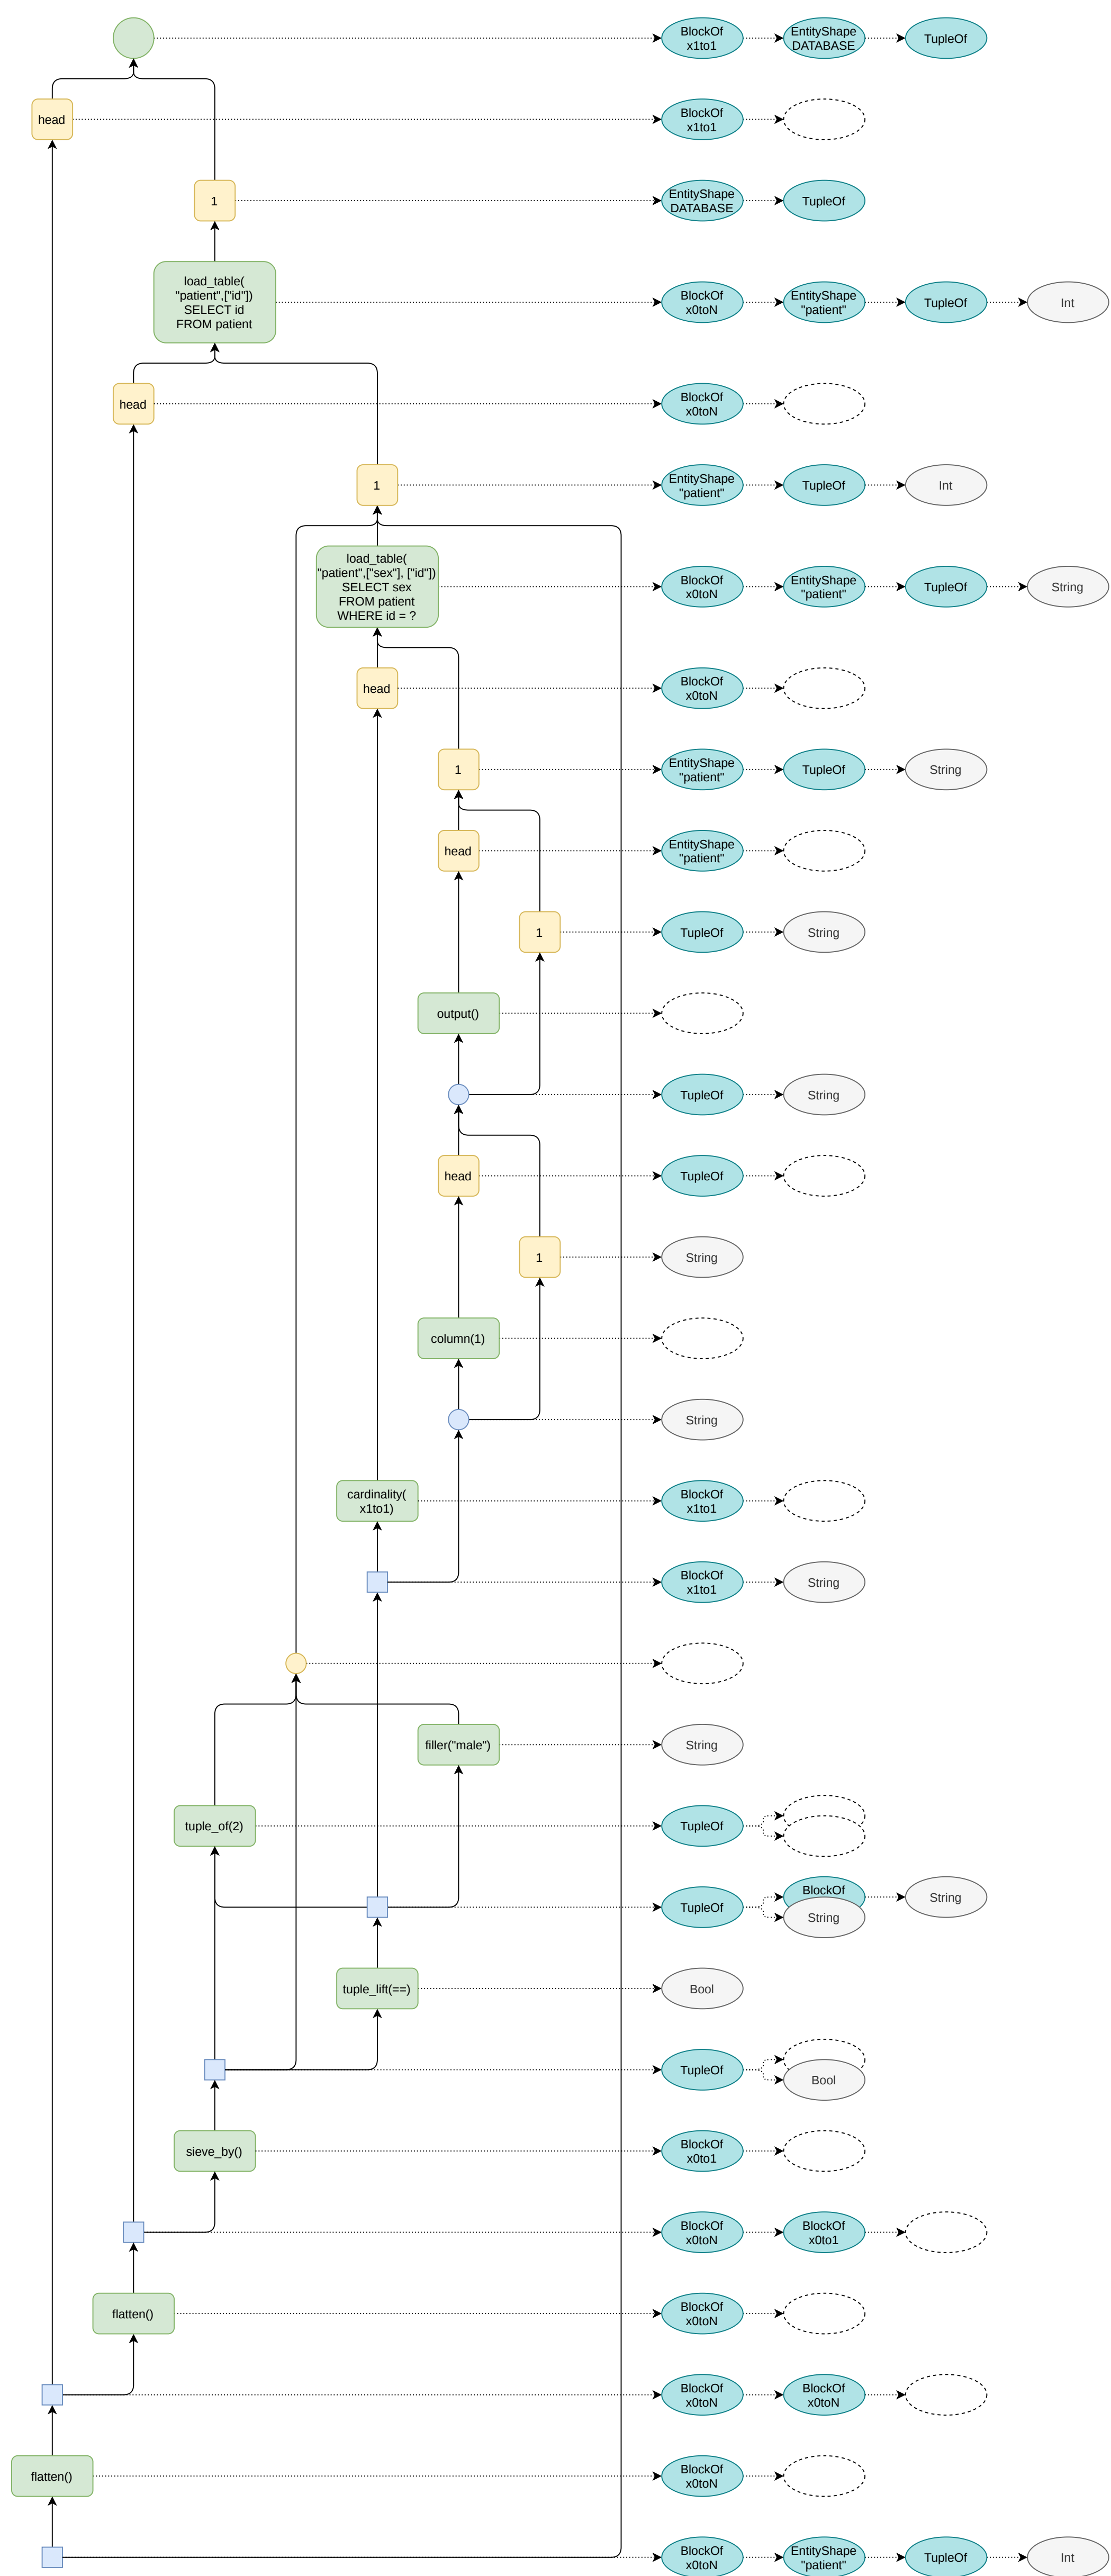 BlockOf
x1to1
EntityShape
DATABASE
TupleOf
head
BlockOf
x1to1
1
EntityShape
DATABASE
TupleOf
load_table(
"patient",["id"])
SELECT id
FROM patient
BlockOf
x0toN
EntityShape
"patient"
TupleOf
Int
head
BlockOf
x0toN
1
EntityShape
"patient"
TupleOf
Int
load_table(
"patient",["sex"], ["id"])
SELECT sex
FROM patient
WHERE id = ?
BlockOf
x0toN
EntityShape
"patient"
TupleOf
String
head
BlockOf
x0toN
1
EntityShape
"patient"
TupleOf
String
head
EntityShape
"patient"
1
TupleOf
String
output()
TupleOf
String
head
TupleOf
1
String
column(1)
String
cardinality(
x1to1)
BlockOf
x1to1
BlockOf
x1to1
String
filler("male")
String
tuple_of(2)
TupleOf
TupleOf
BlockOf
String
String
tuple_lift(==)
Bool
TupleOf
Bool
sieve_by()
BlockOf
x0to1
BlockOf
x0toN
BlockOf
x0to1
flatten()
BlockOf
x0toN
BlockOf
x0toN
BlockOf
x0toN
flatten()
BlockOf
x0toN
BlockOf
x0toN
EntityShape
"patient"
TupleOf
Int